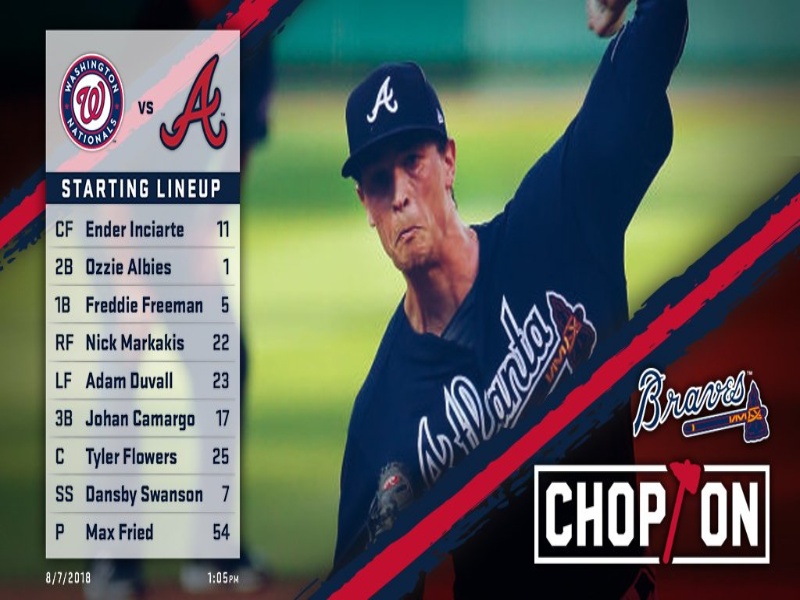 WASHINGTON
W
NATIONALS
VS
A
STARTING LINEUP
CF Ender Inciarte 11
2B Ozzie Albies 1
1B Freddie Freeman 5
RF Nick Markakis 22
LF Adam Duvall 23
3B Johan Camargo 17
C Tyler Flowers 25
SS Dansby Swanson 7
P Max Fried 54
8/7/2018 1:05PM
A
Atlanta
Braves
CHOP ON